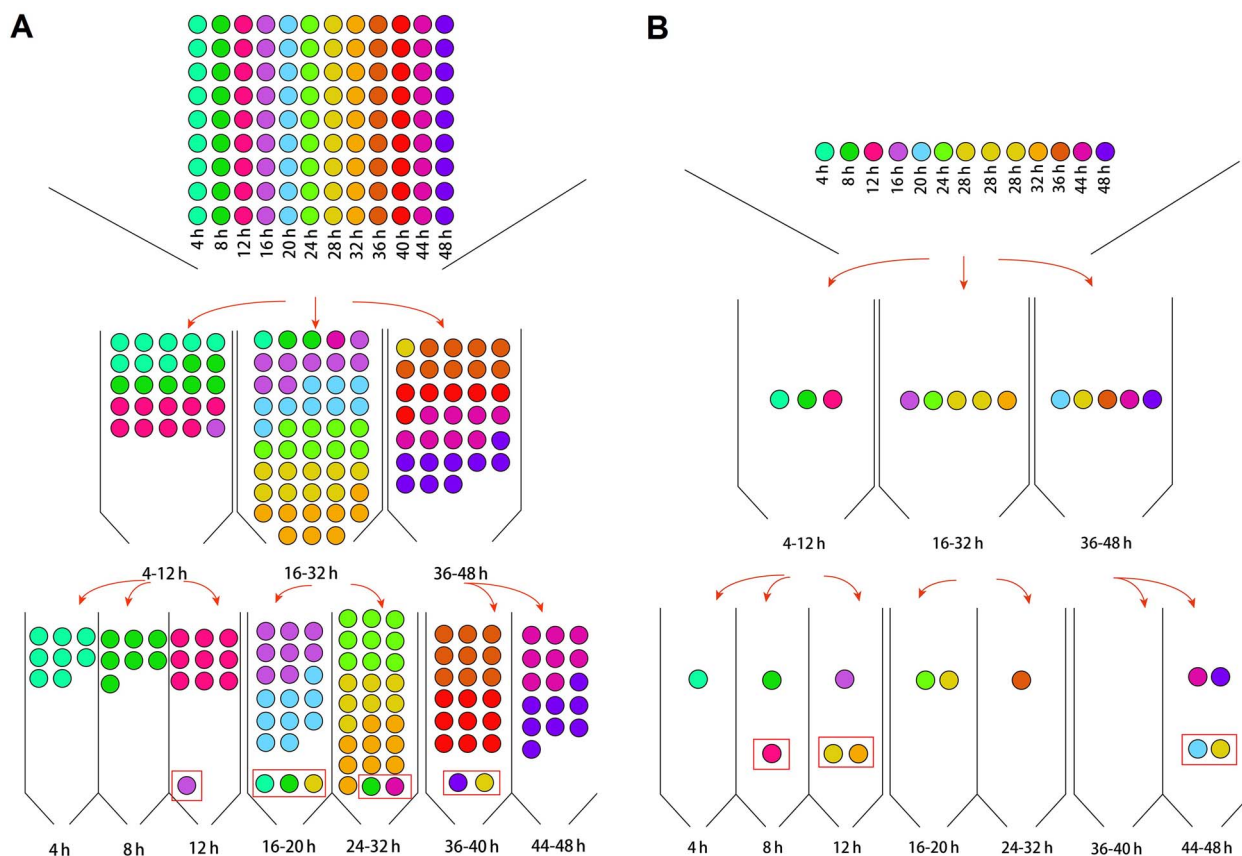 A
4 h 8 h 12 h 16 h 20 h 24 h 28 h 32 h 36 h 40 h 44 h 48 h
4-12 h 16-32 h 36-48 h
4 h 8 h 12 h 16-20 h 24-32 h 36-40 h 44-48 h
B
4 h 8 h 12 h 16 h 20 h 24 h 28 h 28 h 28 h 32 h 36 h 44 h 48 h
4-12 h 16-32 h 36-48 h
4 h 8 h 12 h 16-20 h 24-32 h 36-40 h 44-48 h